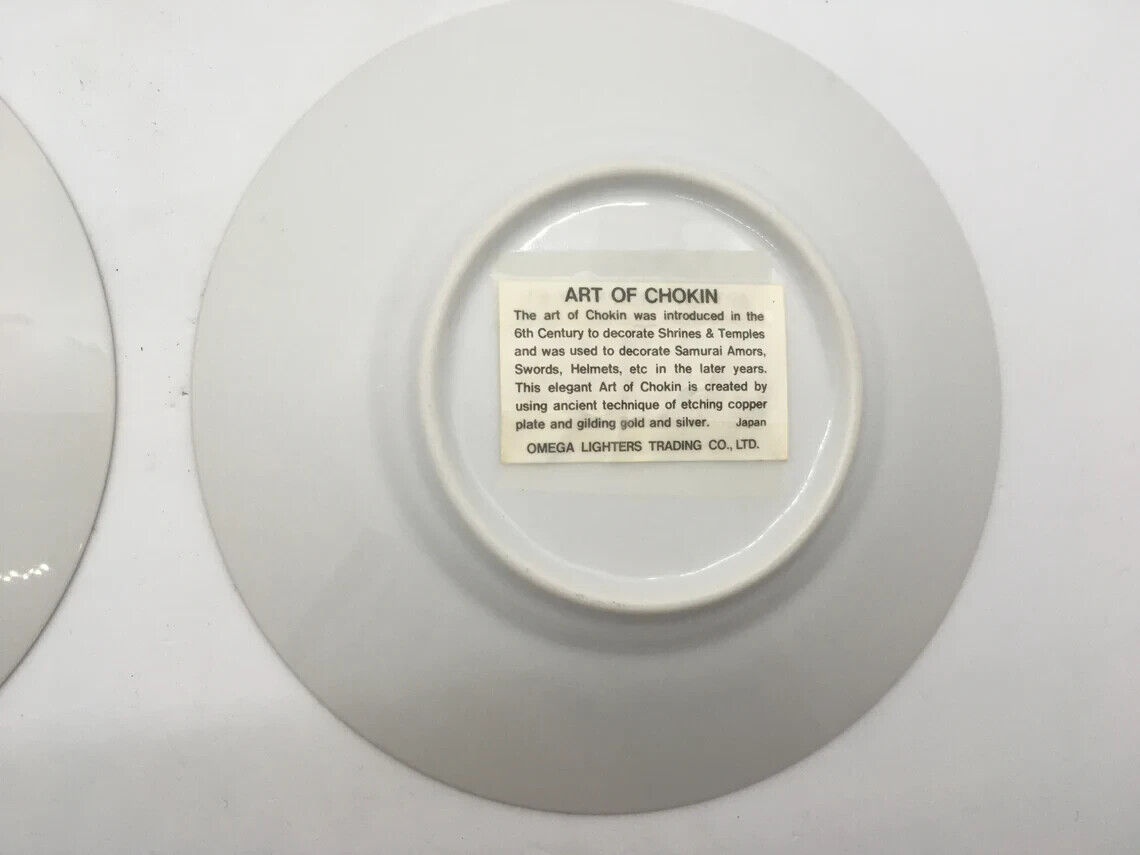 ART OF CHOKIN
The art of Chokin was introduced in the
6th Century to decorate Shrines & Temples
and was used to decorate Samurai Amors,
Swords, Helmets, etc in the later years.
This elegant Art of Chokin is created by
using ancient technique of etching copper
plate and gilding gold and silver. Japan
OMEGA LIGHTERS TRADING CO., LTD.